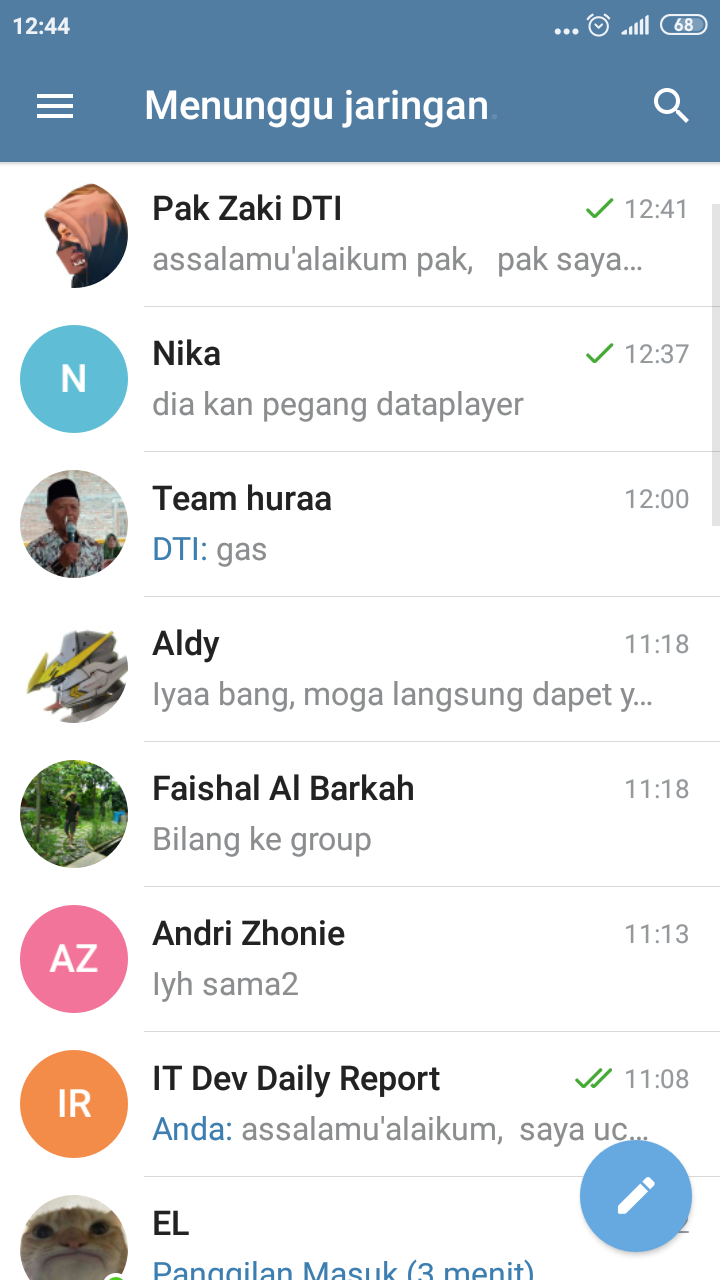 12:44
68
Menunggu jaringan.
Pak Zaki DTI
12:41
assalamu'alaikum pak,   pak saya…
N
Nika
12:37
dia kan pegang dataplayer
Team huraa
12:00
DTI: gas
Aldy
11:18
Iyaa bang, moga langsung dapet y…
Faishal Al Barkah
11:18
Bilang ke group
AZ
Andri Zhonie
11:13
Iyh sama2
IR
IT Dev Daily Report
11:08
Anda: assalamu'alaikum,  saya uc…
EL
Panggilan Masuk (3 menit)